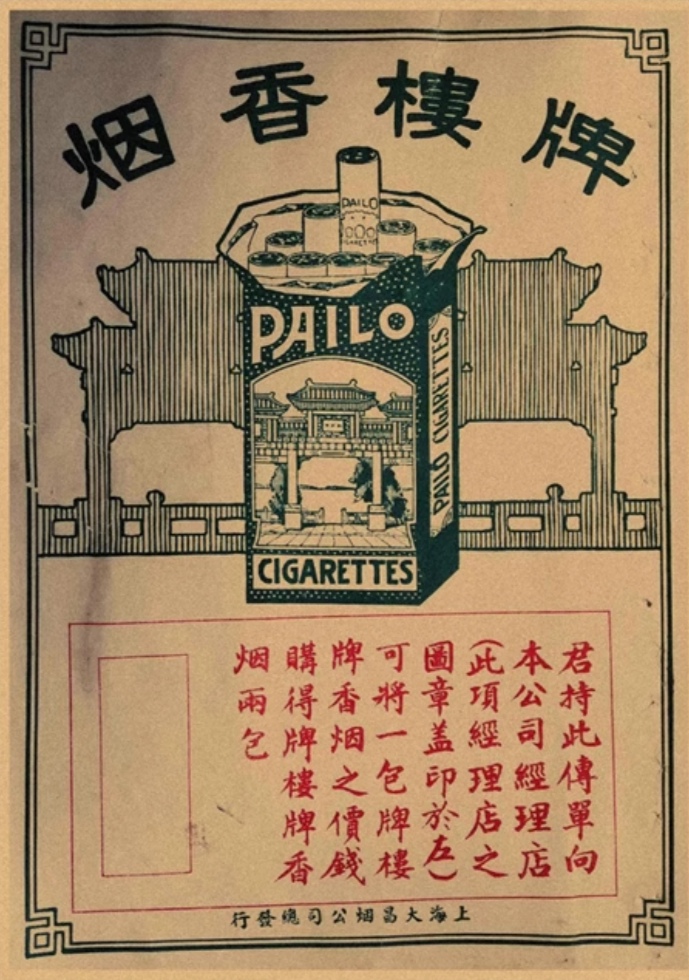 牌樓香烟
PAILO
CIGARETTES
PAILO
CIGARETTES
PAILO CIGARETTES
君持此傳單向
本公司經理店
（此項經理店之
圖章盖印於左）
可將一包牌樓
牌香烟之價錢
購得牌樓牌香
烟兩包
上海大昌烟公司總發行